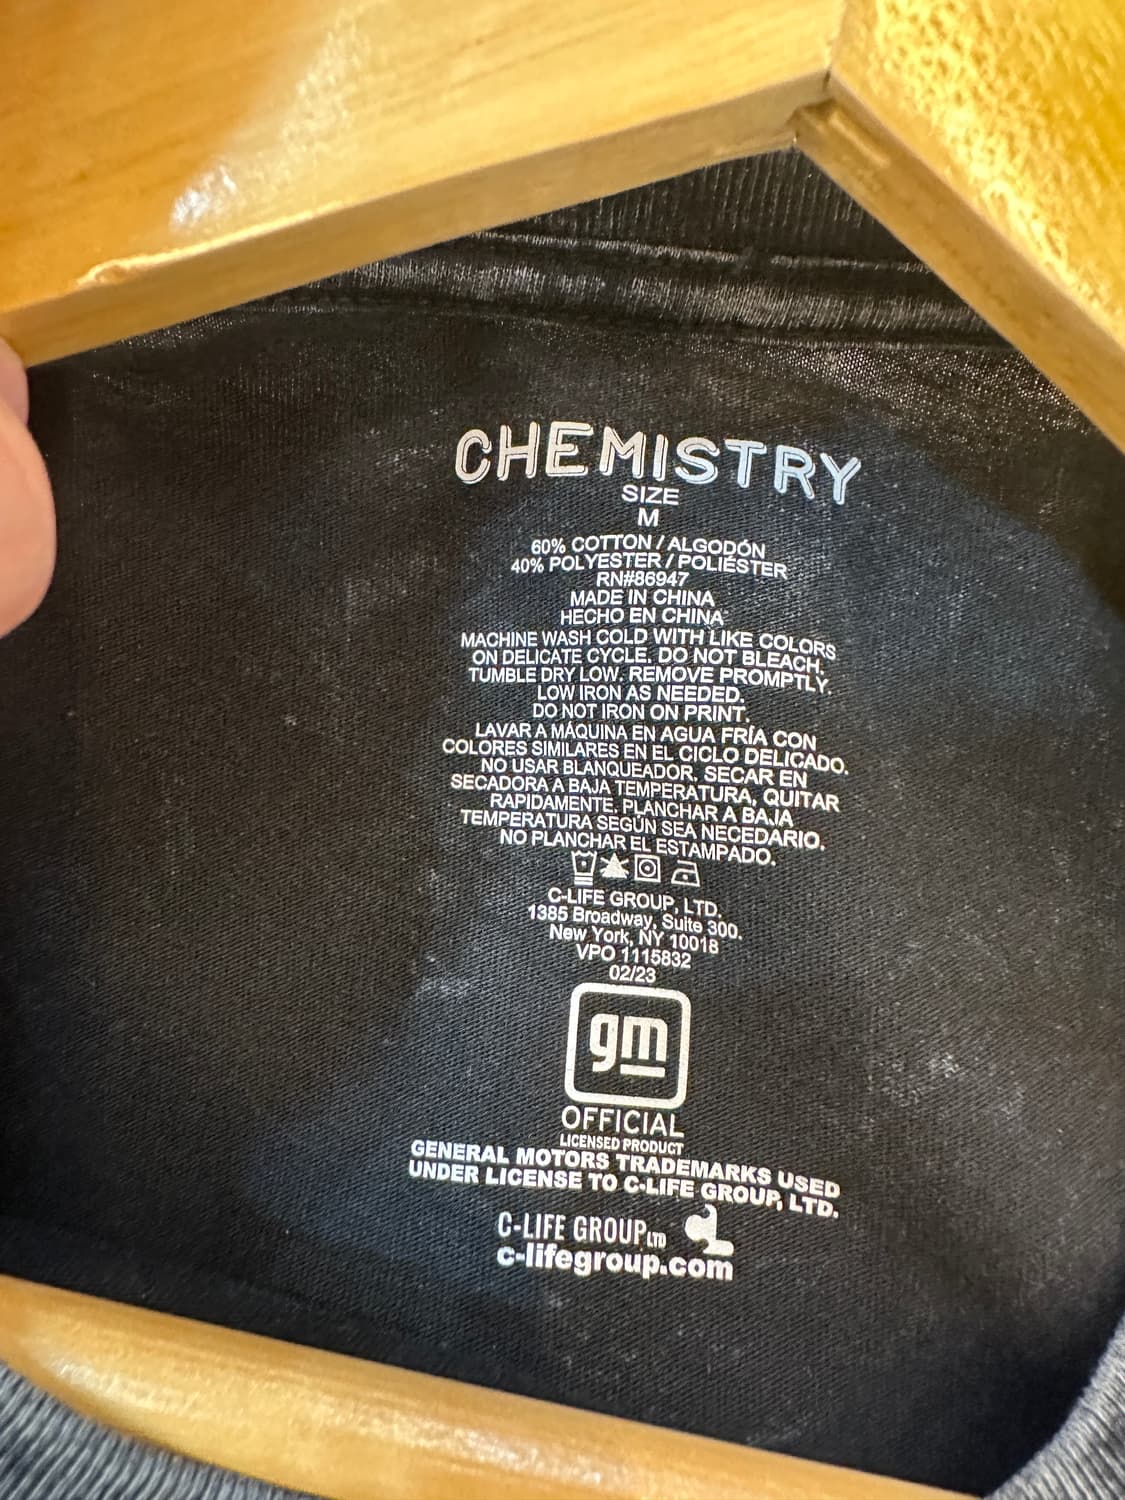 CHEMISTRY
SIZE
M
60% COTTON / ALGODÓN
40% POLYESTER / POLIÉSTER
RN#86947
MADE IN CHINA
HECHO EN CHINA
MACHINE WASH COLD WITH LIKE COLORS
ON DELICATE CYCLE. DO NOT BLEACH.
TUMBLE DRY LOW. REMOVE PROMPTLY.
LOW IRON AS NEEDED.
DO NOT IRON ON PRINT.
LAVAR A MÁQUINA EN AGUA FRÍA CON
COLORES SIMILARES EN EL CICLO DELICADO.
NO USAR BLANQUEADOR. SECAR EN
SECADORA A BAJA TEMPERATURA, QUITAR
RAPIDAMENTE. PLANCHAR A BAJA
TEMPERATURA SEGÚN SEA NECEDARIO.
NO PLANCHAR EL ESTAMPADO.
C-LIFE GROUP, LTD.
1385 Broadway, Suite 300.
New York, NY 10018
VPO 1115832
02/23
gm
OFFICIAL
LICENSED PRODUCT
GENERAL MOTORS TRADEMARKS USED
UNDER LICENSE TO C-LIFE GROUP, LTD.
C-LIFE GROUP LTD
c-lifegroup.com